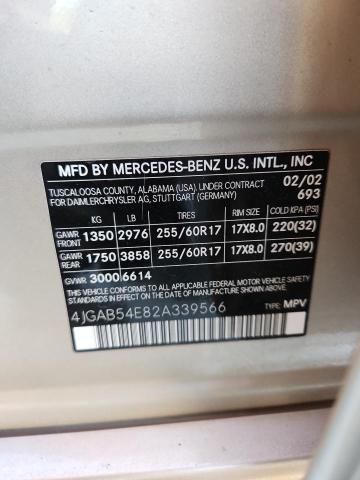 MFD BY MERCEDES-BENZ U.S. INTL., INC
TUSCALOOSA COUNTY, ALABAMA (USA), UNDER CONTRACT 02/02
FOR DAIMLERCHRYSLER AG, STUTTGART (GERMANY) 693
KG LB TIRES RIM SIZE COLD KPA (PSI)
GAWR FRONT 1350 2976 255/60R17 17X8.0 220(32)
GAWR REAR 1750 3858 255/60R17 17X8.0 270(39)
GVWR 3000 6614
THIS VEHICLE CONFORMS TO ALL APPLICABLE FEDERAL MOTOR VEHICLE SAFETY AND
THEFT PREVENTION STANDARDS IN EFFECT ON THE DATE OF MANUFACTURE SHOWN ABOVE.
4JGAB54E82A339566 TYPE: MPV